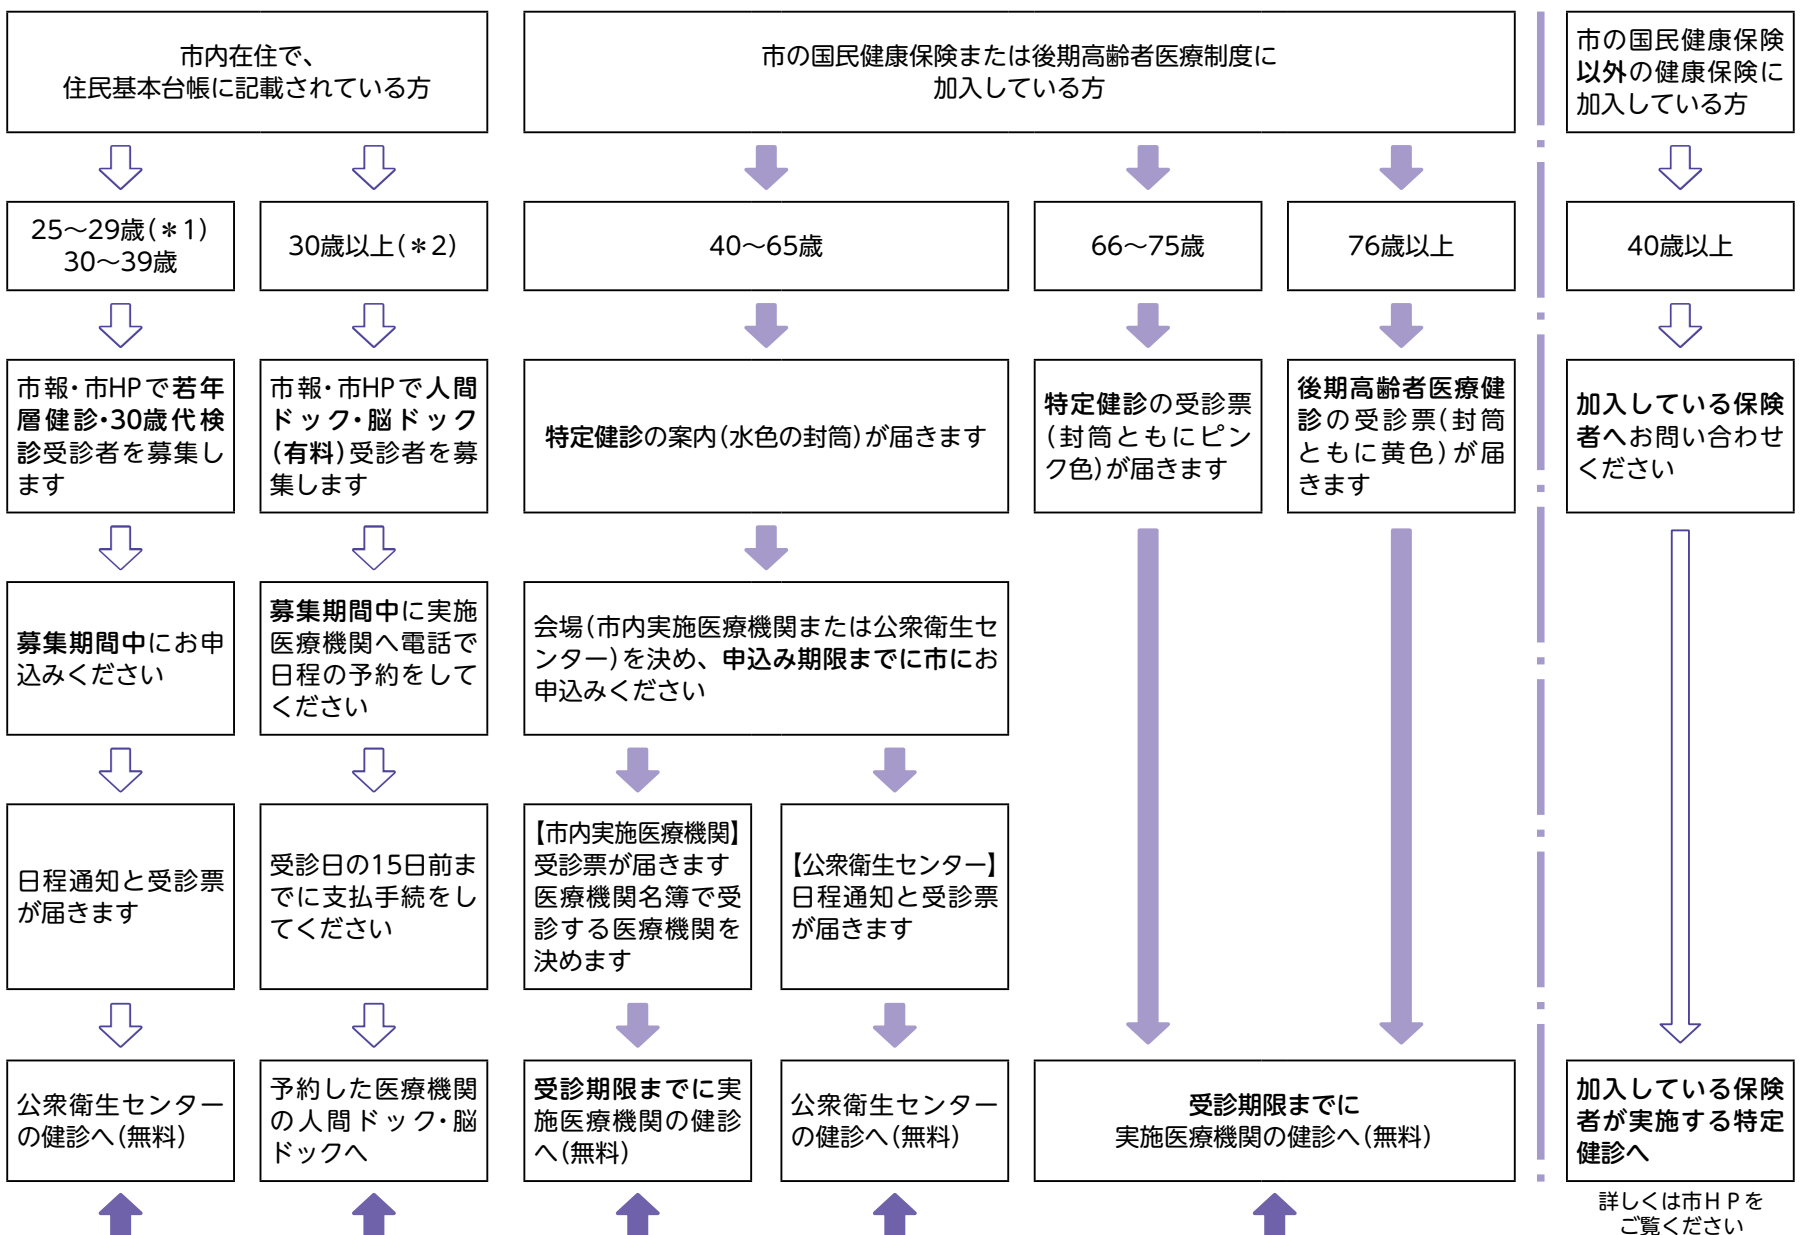 市内在住で、
住民基本台帳に記載されている方
市の国民健康保険または後期高齢者医療制度に
加入している方
市の国民健康保険
以外の健康保険に
加入している方
25～29歳(＊1)
30～39歳
30歳以上(＊2)
40～65歳
66～75歳
76歳以上
40歳以上
市報・市HPで若年
層健診・30歳代検
診受診者を募集し
ます
市報・市HPで人間
ドック・脳ドック
(有料)受診者を募
集します
特定健診の案内(水色の封筒)が届きます
特定健診の受診票
(封筒ともにピン
ク色)が届きます
後期高齢者医療健
診の受診票(封筒
ともに黄色)が届
きます
加入している保険
者へお問い合わせ
ください
募集期間中にお申
込みください
募集期間中に実施
医療機関へ電話で
日程の予約をして
ください
会場(市内実施医療機関または公衆衛生セ
ンター)を決め、申込み期限までに市にお
申込みください
日程通知と受診票
が届きます
受診日の15日前ま
でに支払手続をし
てください
【市内実施医療機関】
受診票が届きます
医療機関名簿で受
診する医療機関を
決めます
【公衆衛生センター】
日程通知と受診票
が届きます
公衆衛生センター
の健診へ(無料)
予約した医療機関
の人間ドック・脳
ドックへ
受診期限までに実
施医療機関の健診
へ(無料)
公衆衛生センター
の健診へ(無料)
受診期限までに
実施医療機関の健診へ(無料)
加入している保険
者が実施する特定
健診へ
詳しくは市ＨＰを
ご覧ください